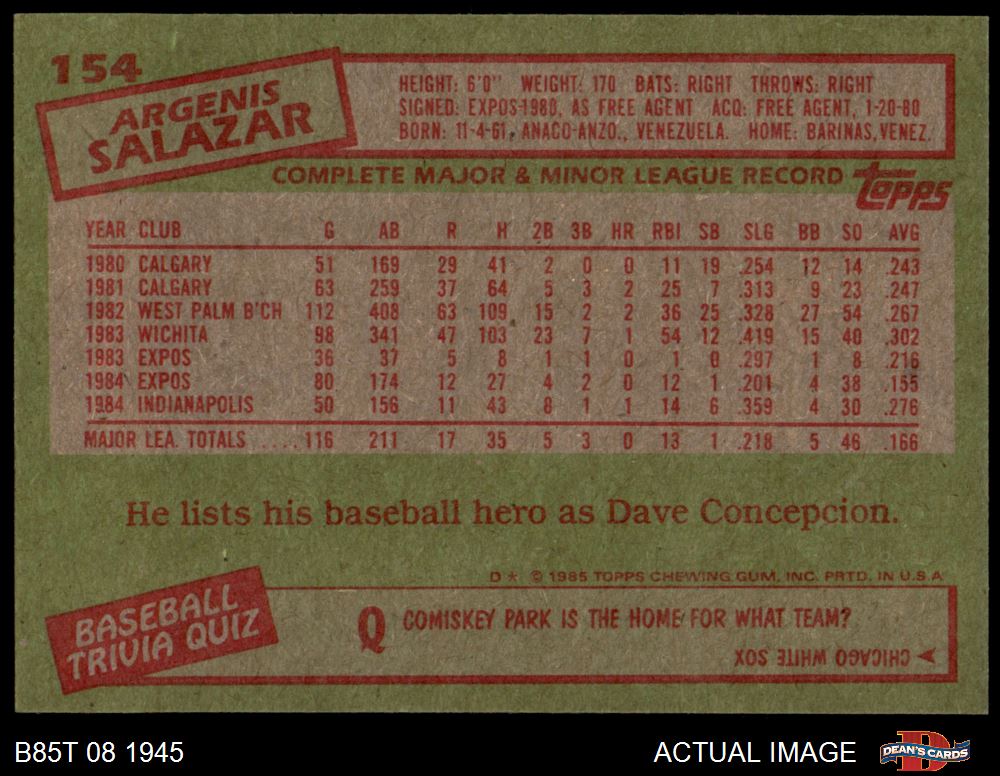 154
ARGENIS
SALAZAR
HEIGHT: 6'0" WEIGHT: 170 BATS: RIGHT THROWS: RIGHT
SIGNED: EXPOS-1980, AS FREE AGENT ACQ: FREE AGENT, 1-20-80
BORN: 11-4-61, ANACO-ANZO., VENEZUELA. HOME: BARINAS, VENEZ.
COMPLETE MAJOR & MINOR LEAGUE RECORD topps
YEAR CLUB G AB R H 2B 3B HR RBI SB SLG BB SO AVG
1980 CALGARY 51 169 29 41 2 0 0 11 19 .254 12 14 .243
1981 CALGARY 63 259 37 64 5 3 2 25 7 .313 9 23 .247
1982 WEST PALM B'CH 112 408 63 109 15 2 2 36 25 .328 27 54 .267
1983 WICHITA 98 341 47 103 23 7 1 54 12 .419 15 40 .302
1983 EXPOS 36 37 5 8 1 1 0 1 0 .297 1 8 .216
1984 EXPOS 80 174 12 27 4 2 0 12 1 .201 4 38 .155
1984 INDIANAPOLIS 50 156 11 43 8 1 1 14 6 .359 4 30 .276
MAJOR LEA. TOTALS .... 116 211 17 35 5 3 0 13 1 .218 5 46 .166
He lists his baseball hero as Dave Concepcion.
D* © 1985 TOPPS CHEWING GUM, INC. PRTD. IN U.S.A.
BASEBALL
TRIVIA QUIZ
Q COMISKEY PARK IS THE HOME FOR WHAT TEAM?
CHICAGO WHITE SOX
B85T 08 1945
ACTUAL IMAGE
D
DEAN'S CARDS